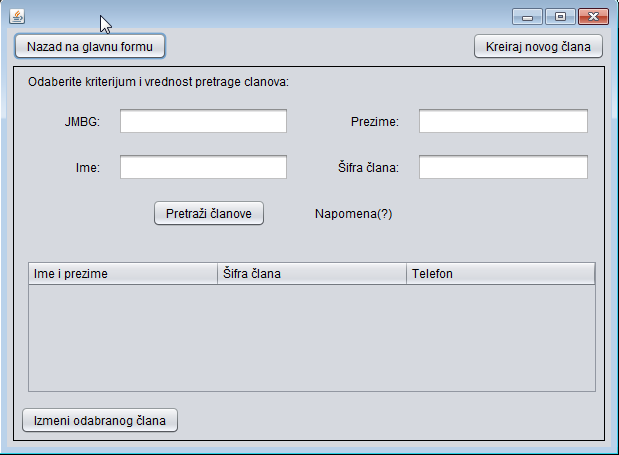 Nazad na glavnu formu
Kreiraj novog člana
Odaberite kriterijum i vrednost pretrage clanova:
JMBG:
Prezime:
Ime:
Šifra člana:
Pretraži članove
Napomena(?)
Ime i prezime
Šifra člana
Telefon
Izmeni odabranog člana